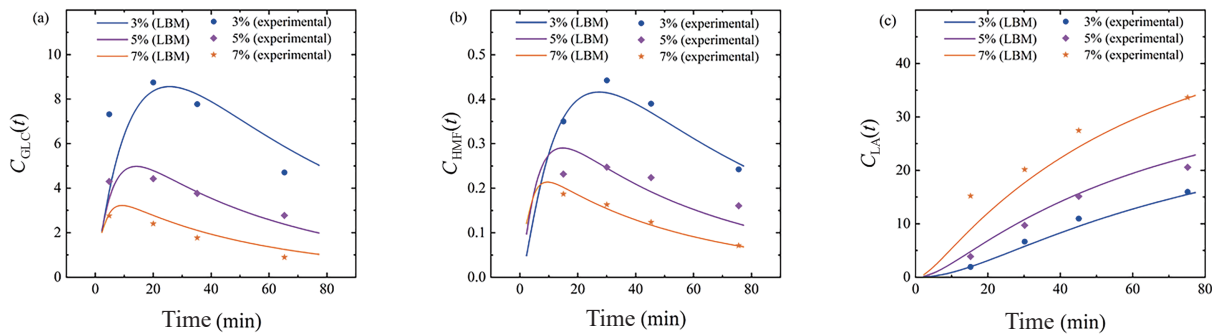 (a)
3% (LBM) 3% (experimental)
5% (LBM) 5% (experimental)
7% (LBM) 7% (experimental)
10
8
6
4
2
0
C_GLC(t)
0 20 40 60 80
Time (min)
(b)
3% (LBM) 3% (experimental)
5% (LBM) 5% (experimental)
7% (LBM) 7% (experimental)
0.5
0.4
0.3
0.2
0.1
0.0
C_HMF(t)
0 20 40 60 80
Time (min)
(c)
3% (LBM) 3% (experimental)
5% (LBM) 5% (experimental)
7% (LBM) 7% (experimental)
50
40
30
20
10
0
C_LA(t)
0 20 40 60 80
Time (min)